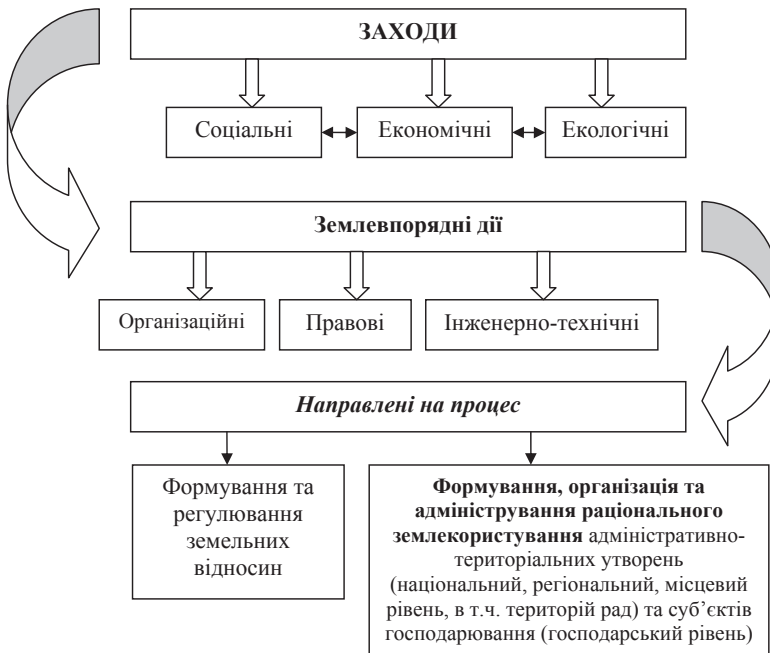 ЗАХОДИ
Соціальні
Економічні
Екологічні
Землевпорядні дії
Організаційні
Правові
Інженерно-технічні
Направлені на процес
Формування та
регулювання
земельних
відносин
Формування, організація та
адміністрування раціонального
землекористування адміністративно-
територіальних утворень
(національний, регіональний, місцевий
рівень, в т.ч. територій рад) та суб’єктів
господарювання (господарський рівень)